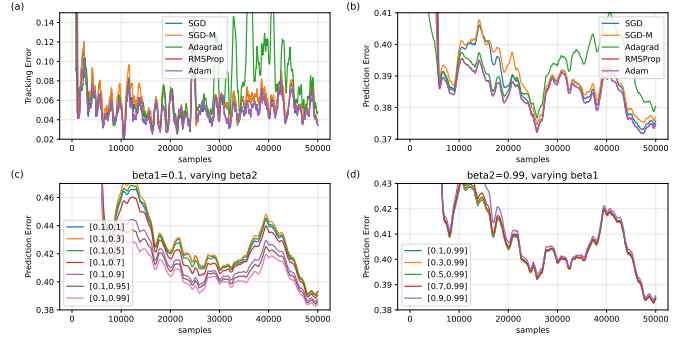 (a)
0.14
0.12
0.10
0.08
0.06
0.04
0.02
Tracking Error
0
10000
20000
30000
40000
50000
samples
SGD
SGD-M
Adagrad
RMSProp
Adam
(b)
0.41
0.40
0.39
0.38
0.37
Prediction Error
0
10000
20000
30000
40000
50000
samples
SGD
SGD-M
Adagrad
RMSProp
Adam
(c)
beta1=0.1, varying beta2
0.46
0.44
0.42
0.40
0.38
Prediction Error
0
10000
20000
30000
40000
50000
samples
[0.1,0.1]
[0.1,0.3]
[0.1,0.5]
[0.1,0.7]
[0.1,0.9]
[0.1,0.95]
[0.1,0.99]
(d)
beta2=0.99, varying beta1
0.43
0.42
0.41
0.40
0.39
0.38
Prediction Error
0
10000
20000
30000
40000
50000
samples
[0.1,0.99]
[0.3,0.99]
[0.5,0.99]
[0.7,0.99]
[0.9,0.99]